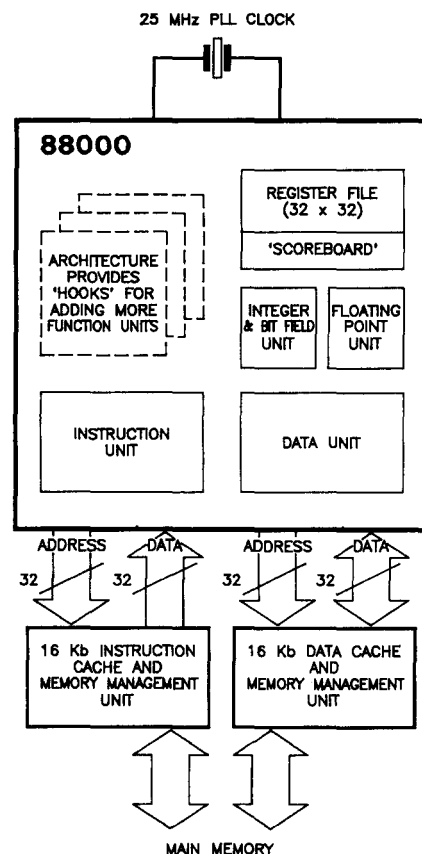 25 MHz PLL CLOCK
88000
REGISTER FILE
(32 x 32)
'SCOREBOARD'
ARCHITECTURE
PROVIDES
'HOOKS' FOR
ADDING MORE
FUNCTION UNITS
INTEGER
& BIT FIELD
UNIT
FLOATING
POINT
UNIT
INSTRUCTION
UNIT
DATA UNIT
ADDRESS
DATA
ADDRESS
DATA
32
32
32
32
16 Kb INSTRUCTION
CACHE AND
MEMORY MANAGEMENT
UNIT
16 Kb DATA CACHE
AND
MEMORY MANAGEMENT
UNIT
MAIN MEMORY